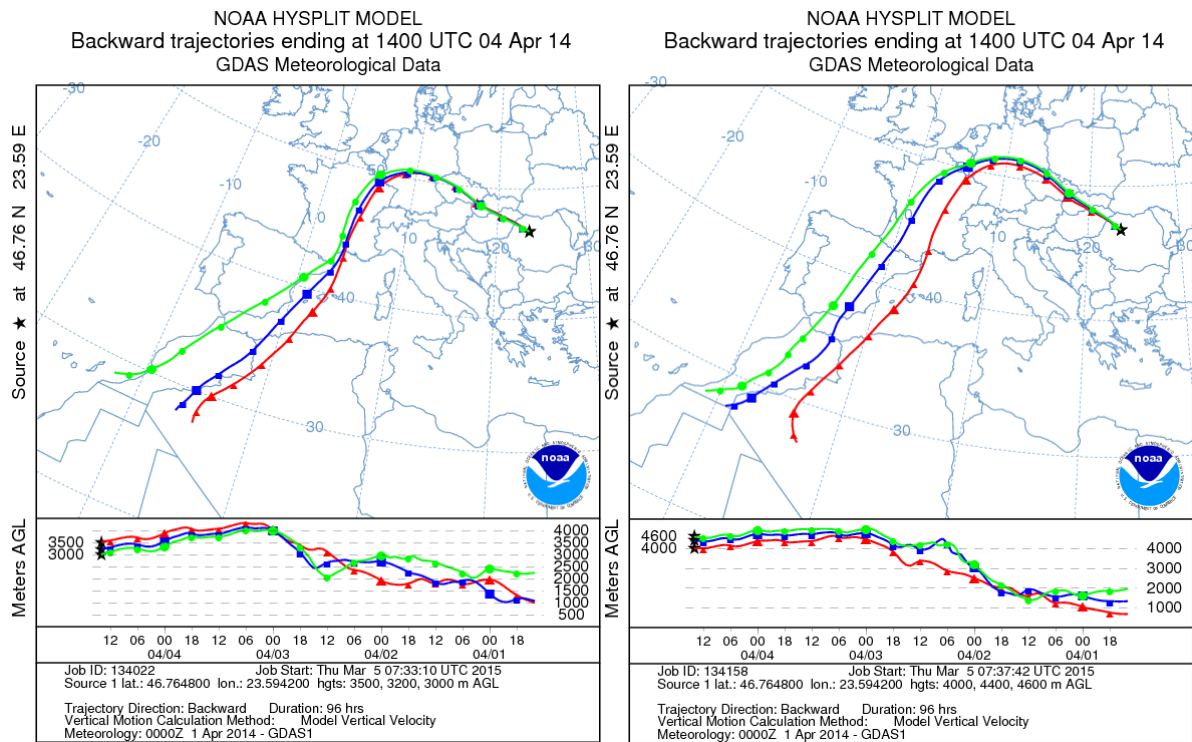 NOAA HYSPLIT MODEL
Backward trajectories ending at 1400 UTC 04 Apr 14
GDAS Meteorological Data
Source ★ at 46.76 N 23.59 E
-30
-20
-10
50
0
10
10
20
30
40
30
noaa
Meters AGL
3500
3000
4000
3500
3000
2500
2000
1500
1000
500
12 06 00 18 12 06 00 18 12 06 00 18 12 06 00 18
04/04 04/03 04/02 04/01
Job ID: 134022 Job Start: Thu Mar 5 07:33:10 UTC 2015
Source 1 lat.: 46.764800 lon.: 23.594200 hgts: 3500, 3200, 3000 m AGL
Trajectory Direction: Backward Duration: 96 hrs
Vertical Motion Calculation Method: Model Vertical Velocity
Meteorology: 0000Z 1 Apr 2014 - GDAS1
NOAA HYSPLIT MODEL
Backward trajectories ending at 1400 UTC 04 Apr 14
GDAS Meteorological Data
Source ★ at 46.76 N 23.59 E
-30
-20
-10
0
10
20
30
40
30
noaa
Meters AGL
4600
4000
4000
3000
2000
1000
12 06 00 18 12 06 00 18 12 06 00 18 12 06 00 18
04/04 04/03 04/02 04/01
Job ID: 134158 Job Start: Thu Mar 5 07:37:42 UTC 2015
Source 1 lat.: 46.764800 lon.: 23.594200 hgts: 4000, 4400, 4600 m AGL
Trajectory Direction: Backward Duration: 96 hrs
Vertical Motion Calculation Method: Model Vertical Velocity
Meteorology: 0000Z 1 Apr 2014 - GDAS1